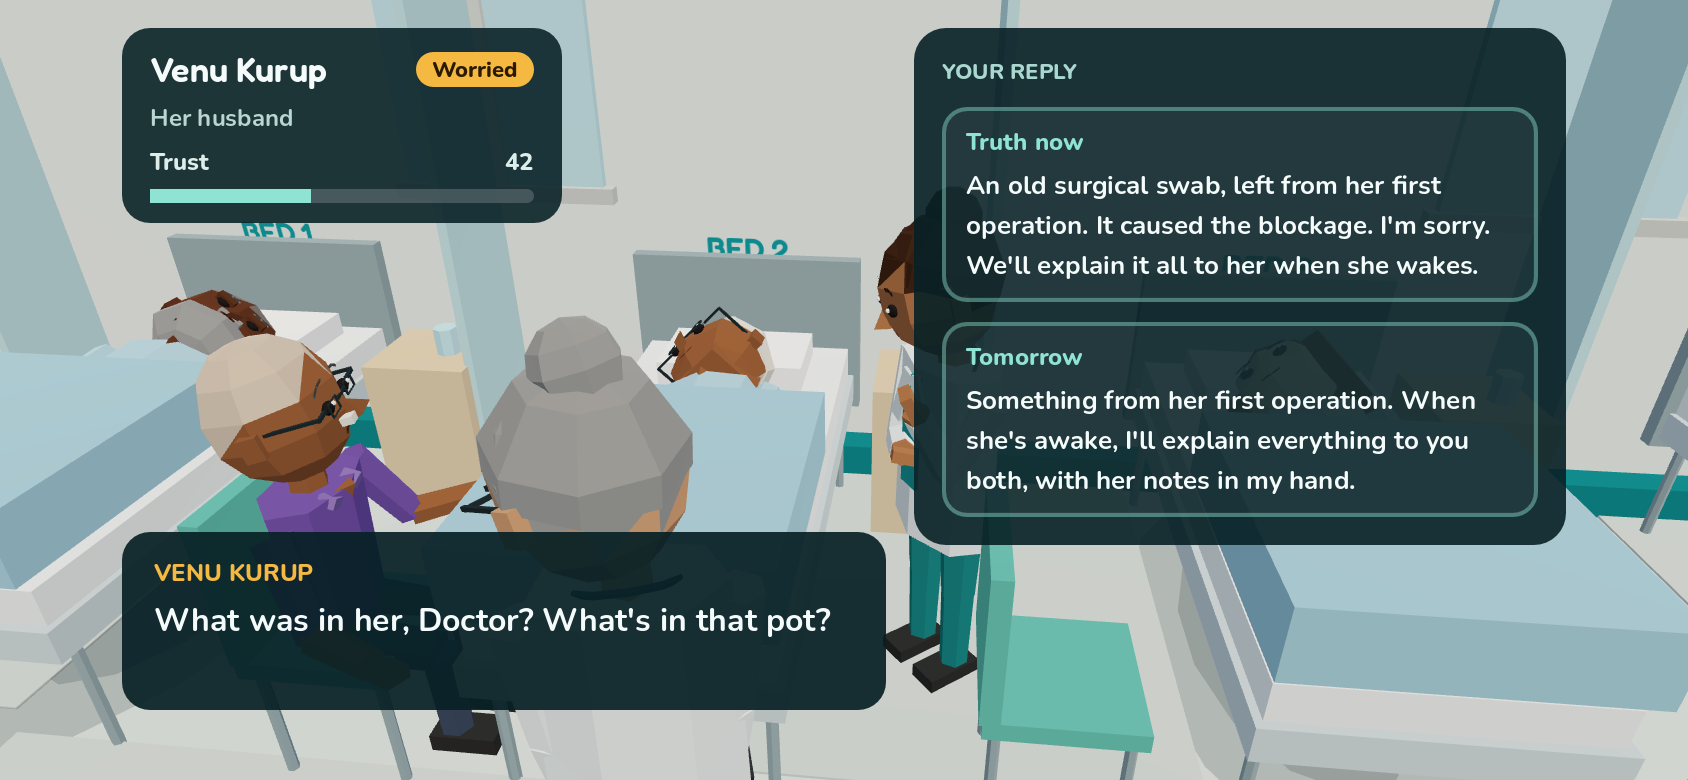 Venu Kurup
Worried
Her husband
Trust
42
BED 1
BED 2
VENU KURUP
What was in her, Doctor? What's in that pot?
YOUR REPLY
Truth now
An old surgical swab, left from her first
operation. It caused the blockage. I'm sorry.
We'll explain it all to her when she wakes.
Tomorrow
Something from her first operation. When
she's awake, I'll explain everything to you
both, with her notes in my hand.